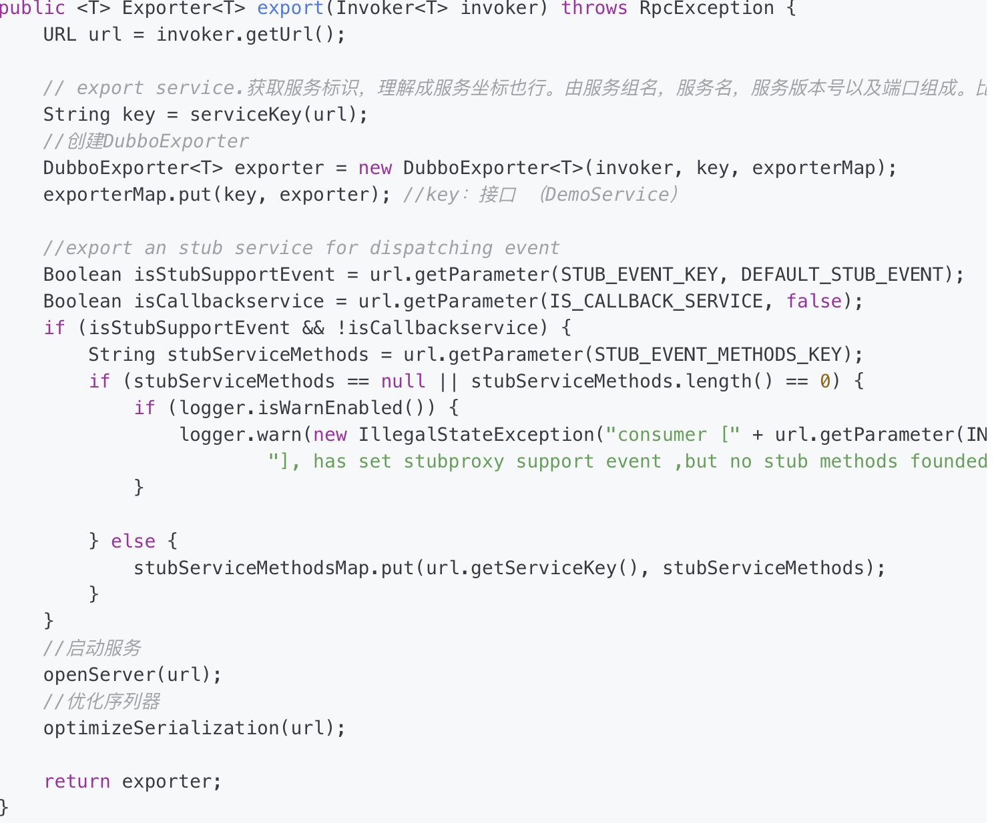 public <T> Exporter<T> export(Invoker<T> invoker) throws RpcException {
    URL url = invoker.getUrl();

    // export service.获取服务标识，理解成服务坐标也行。由服务组名，服务名，服务版本号以及端口组成。比
    String key = serviceKey(url);
    //创建DubboExporter
    DubboExporter<T> exporter = new DubboExporter<T>(invoker, key, exporterMap);
    exporterMap.put(key, exporter); //key：接口 （DemoService）

    //export an stub service for dispatching event
    Boolean isStubSupportEvent = url.getParameter(STUB_EVENT_KEY, DEFAULT_STUB_EVENT);
    Boolean isCallbackservice = url.getParameter(IS_CALLBACK_SERVICE, false);
    if (isStubSupportEvent && !isCallbackservice) {
        String stubServiceMethods = url.getParameter(STUB_EVENT_METHODS_KEY);
        if (stubServiceMethods == null || stubServiceMethods.length() == 0) {
            if (logger.isWarnEnabled()) {
                logger.warn(new IllegalStateException("consumer [" + url.getParameter(IN
                        "], has set stubproxy support event ,but no stub methods founded
            }

        } else {
            stubServiceMethodsMap.put(url.getServiceKey(), stubServiceMethods);
        }
    }
    //启动服务
    openServer(url);
    //优化序列器
    optimizeSerialization(url);

    return exporter;
}